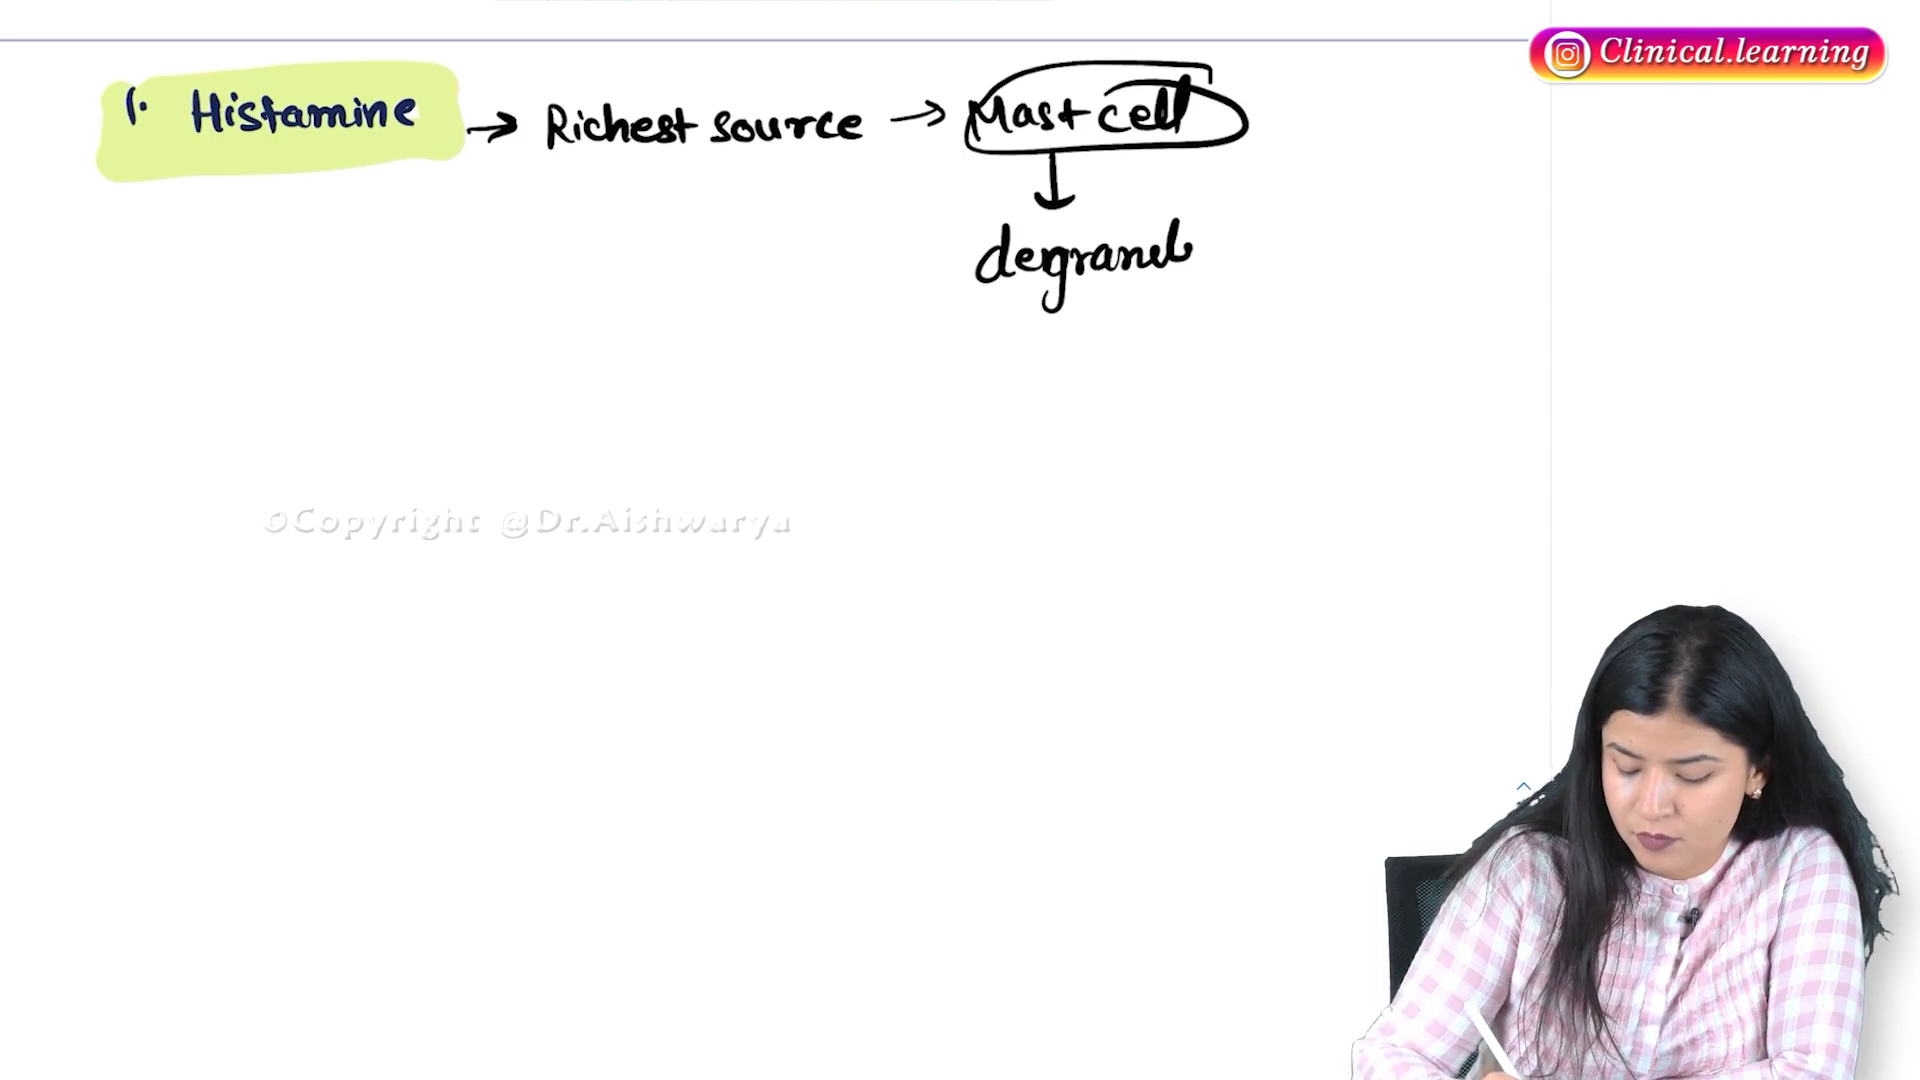 Clinical.learning
1. Histamine → Richest source → Mast cell
↓
degranul
©Copyright @Dr.Aishwarya